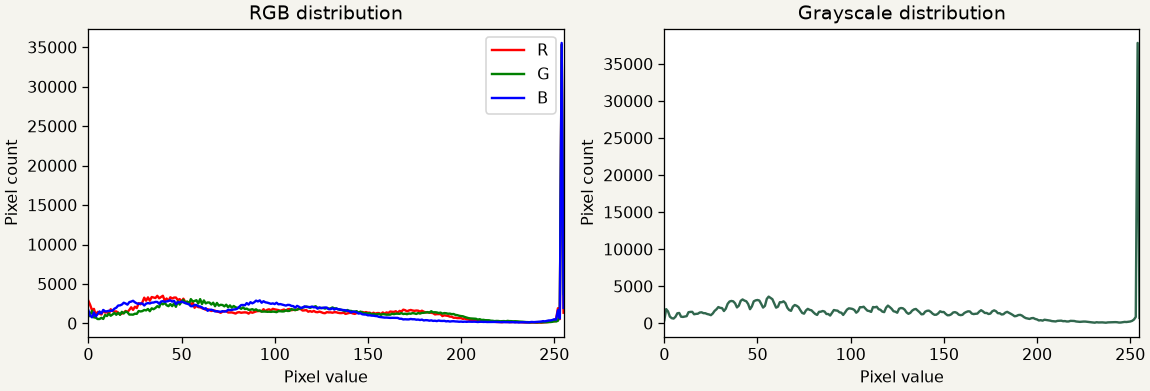 RGB distribution
Pixel count
35000
30000
25000
20000
15000
10000
5000
0
0 50 100 150 200 250
Pixel value
R
G
B
Grayscale distribution
Pixel count
35000
30000
25000
20000
15000
10000
5000
0
0 50 100 150 200 250
Pixel value